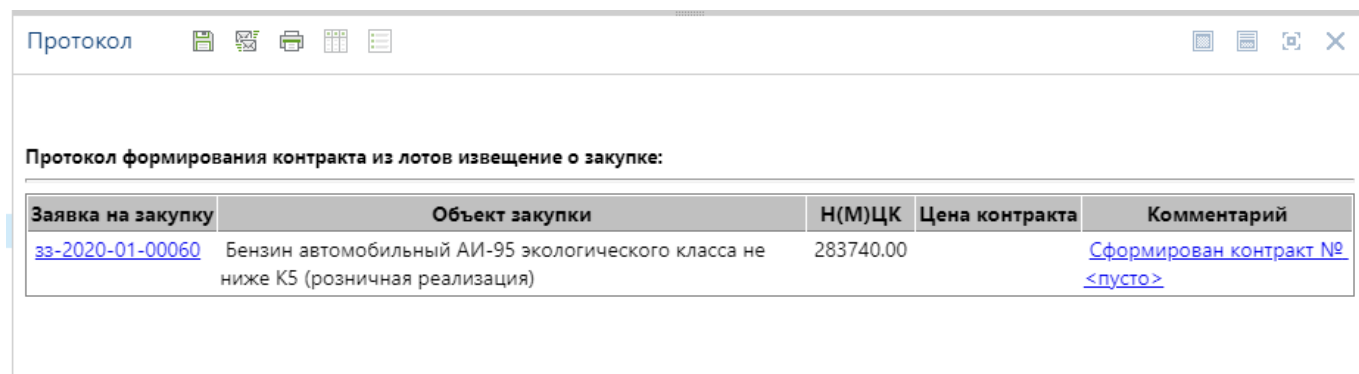 Протокол
Протокол формирования контракта из лотов извещение о закупке:
Заявка на закупку Объект закупки Н(М)ЦК Цена контракта Комментарий
зз-2020-01-00060 Бензин автомобильный АИ-95 экологического класса не 283740.00 Сформирован контракт №
ниже К5 (розничная реализация) <пусто>